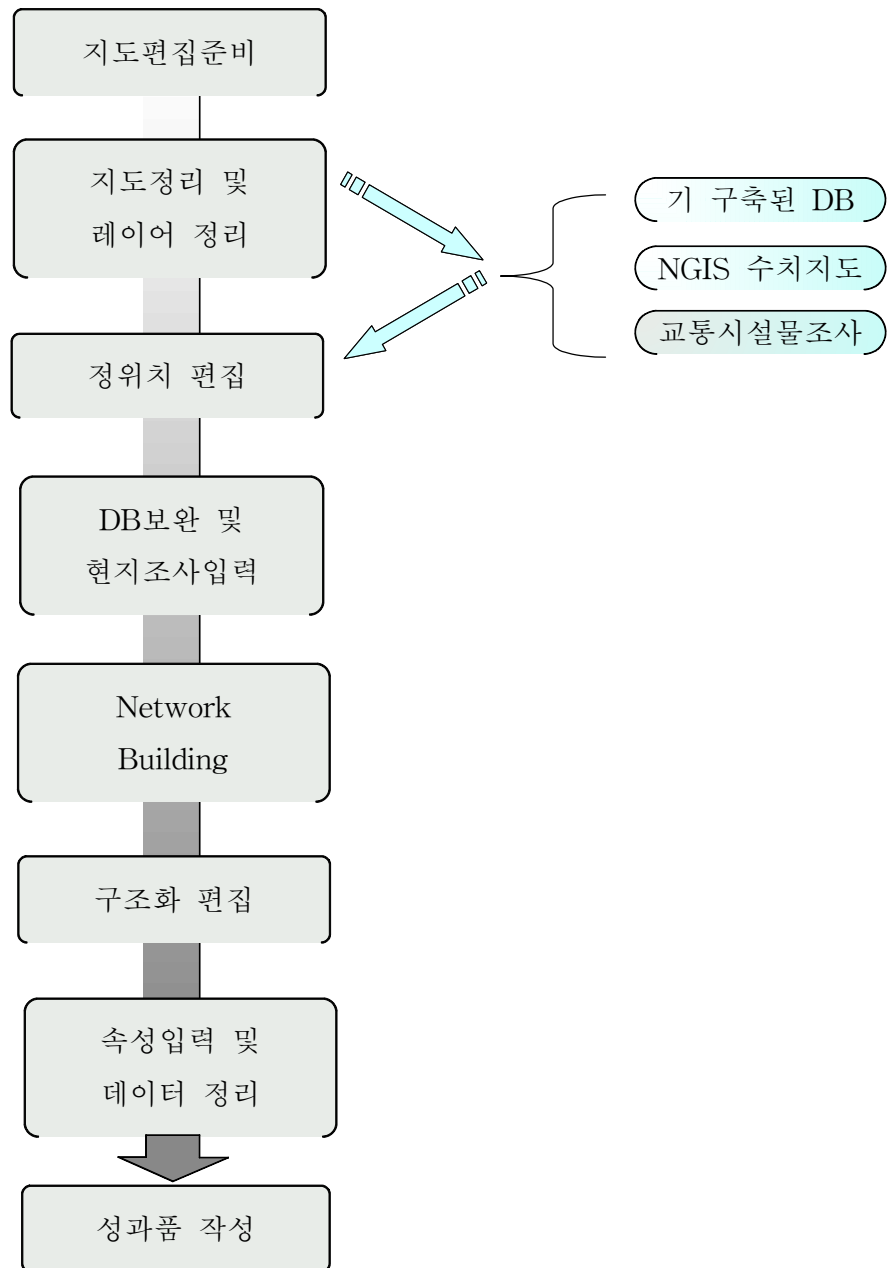 지도편집준비
지도정리 및
레이어 정리
기 구축된 DB
NGIS 수치지도
교통시설물조사
정위치 편집
DB보완 및
현지조사입력
Network
Building
구조화 편집
속성입력 및
데이터 정리
성과품 작성